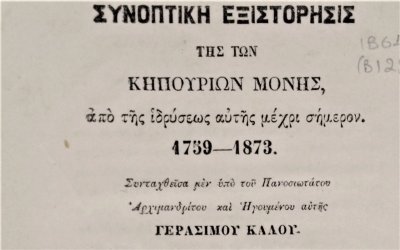 ΣΥΝΟΠΤΙΚΗ ΕΞΙΣΤΟΡΗΣΙΣ
ΤΗΣ ΤΩΝ
ΚΗΠΟΥΡΙΩΝ ΜΟΝΗΣ,
ἀπὸ τῆς ἱδρύσεως αὐτῆς μέχρι σήμερον.
1759—1873.
Συνταχθεῖσα μὲν ὑπὸ τοῦ Πανοσιωτάτου
Ἀρχιμανδρίτου καὶ Ἡγουμένου αὐτῆς
ΓΕΡΑΣΙΜΟΥ ΚΑΛΟΥ-